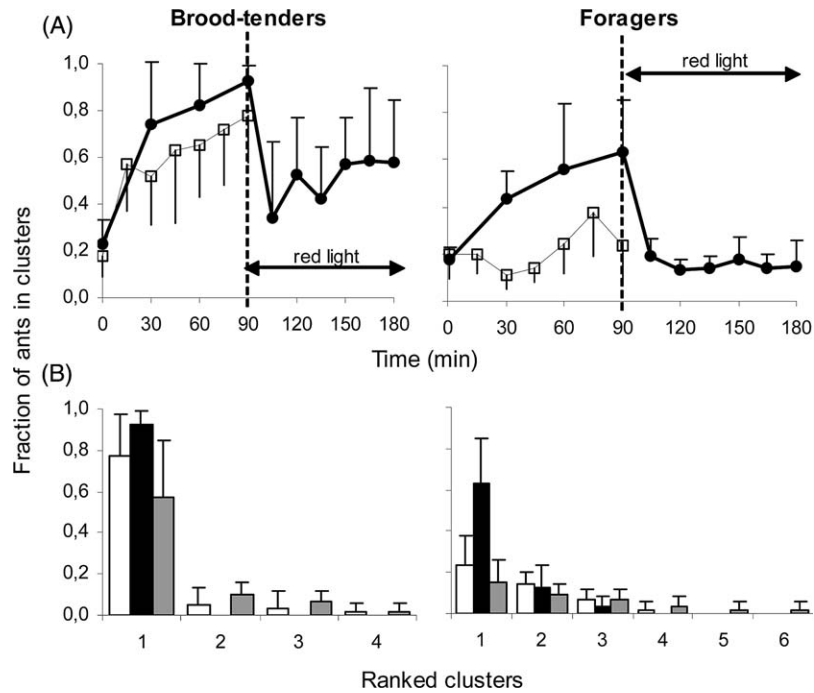 (A)
Brood-tenders
Foragers
1,0
0,8
0,6
0,4
0,2
0,0
red light
red light
0 30 60 90 120 150 180
0 30 60 90 120 150 180
Time (min)
Fraction of ants in clusters
(B)
1,0
0,8
0,6
0,4
0,2
0,0
1 2 3 4
1 2 3 4 5 6
Ranked clusters